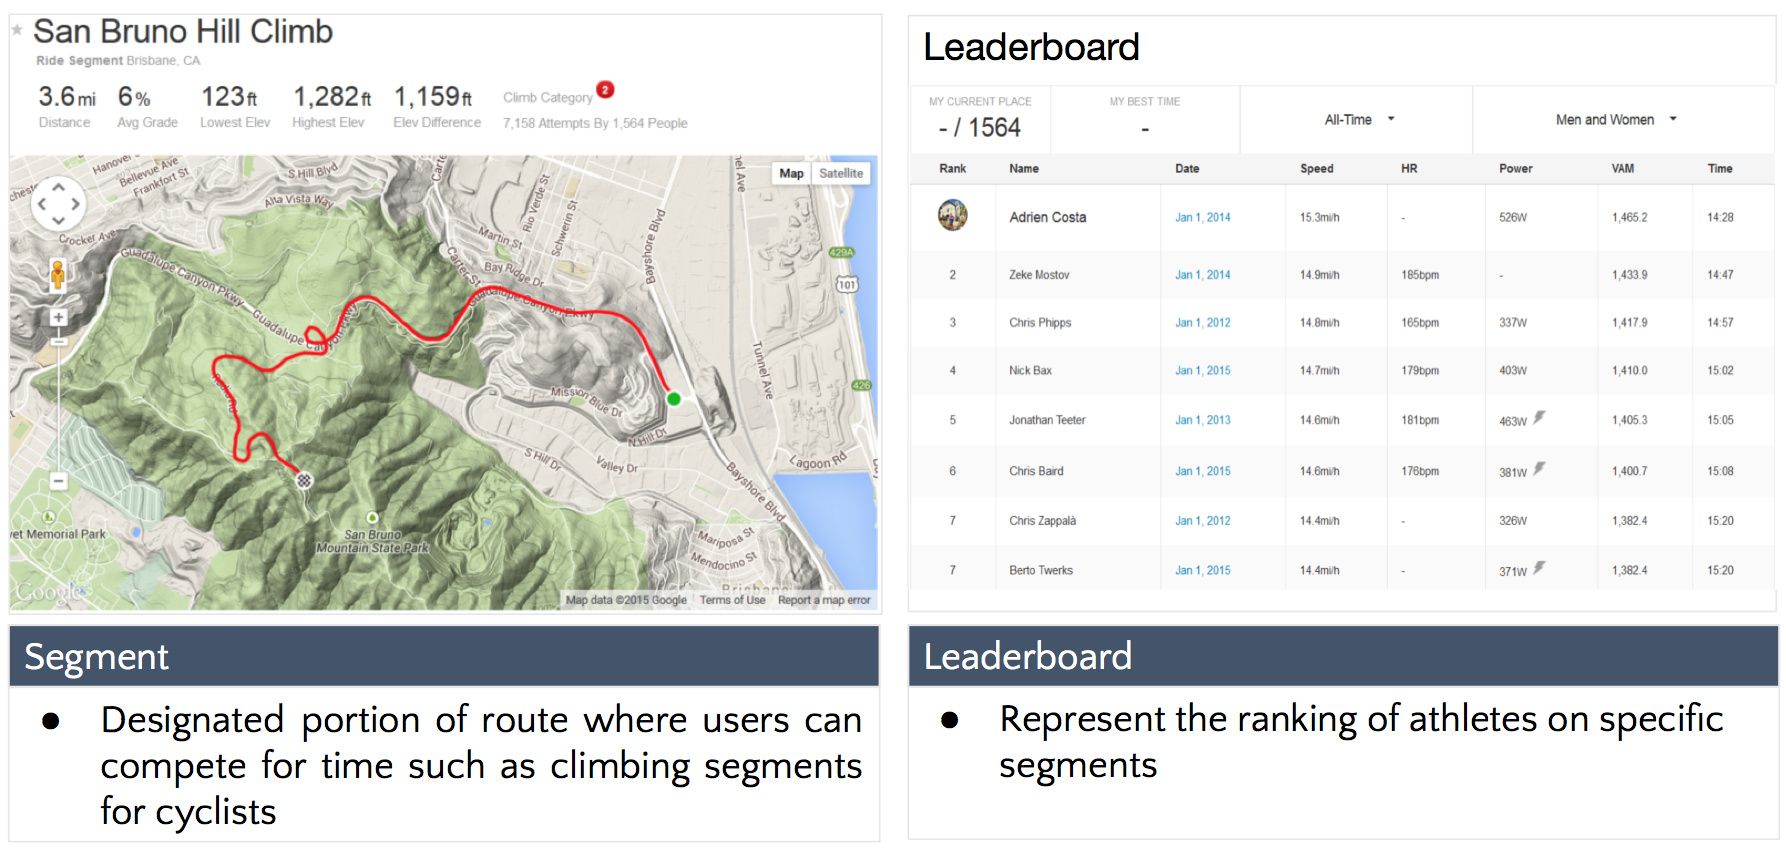 San Bruno Hill Climb
Ride Segment Brisbane, CA
3.6mi 6% 123ft 1,282ft 1,159ft Climb Category 2
Distance Avg Grade Lowest Elev Highest Elev Elev Difference 7,158 Attempts By 1,564 People
Map Satellite
Hanover
Bellevue Ave
Frankfort St
S Hill Blvd
Alta Vista Way
Crocker Ave
Guadalupe Canyon Pkwy
Guadalupe Canyon Pkwy
Guadalupe Canyon Pkwy
Carter St
Martin St
Rio Verde St
Schwerin St
Bay Ridge Dr
Bayshore Blvd
Tunnel Ave
429A
101
426
Mission Blue Dr
N Hill Dr
S Hill Dr
Valley Dr
Lagoon Rd
Bayshore Blvd
Mariposa St
Mendocino St
Brisbane
San Bruno
Mountain State Park
Memorial Park
Google
Map data ©2015 Google Terms of Use Report a map error
Segment
● Designated portion of route where users can
compete for time such as climbing segments
for cyclists
Leaderboard
MY CURRENT PLACE MY BEST TIME
- / 1564 - All-Time Men and Women
Rank Name Date Speed HR Power VAM Time
Adrien Costa Jan 1, 2014 15.3mi/h - 526W 1,465.2 14:28
2 Zeke Mostov Jan 1, 2014 14.9mi/h 185bpm - 1,433.9 14:47
3 Chris Phipps Jan 1, 2012 14.8mi/h 165bpm 337W 1,417.9 14:57
4 Nick Bax Jan 1, 2015 14.7mi/h 179bpm 403W 1,410.0 15:02
5 Jonathan Teeter Jan 1, 2013 14.6mi/h 181bpm 463W 1,405.3 15:05
6 Chris Baird Jan 1, 2015 14.6mi/h 176bpm 381W 1,400.7 15:08
7 Chris Zappalà Jan 1, 2012 14.4mi/h - 326W 1,382.4 15:20
7 Berto Twerks Jan 1, 2015 14.4mi/h - 371W 1,382.4 15:20
Leaderboard
● Represent the ranking of athletes on specific
segments